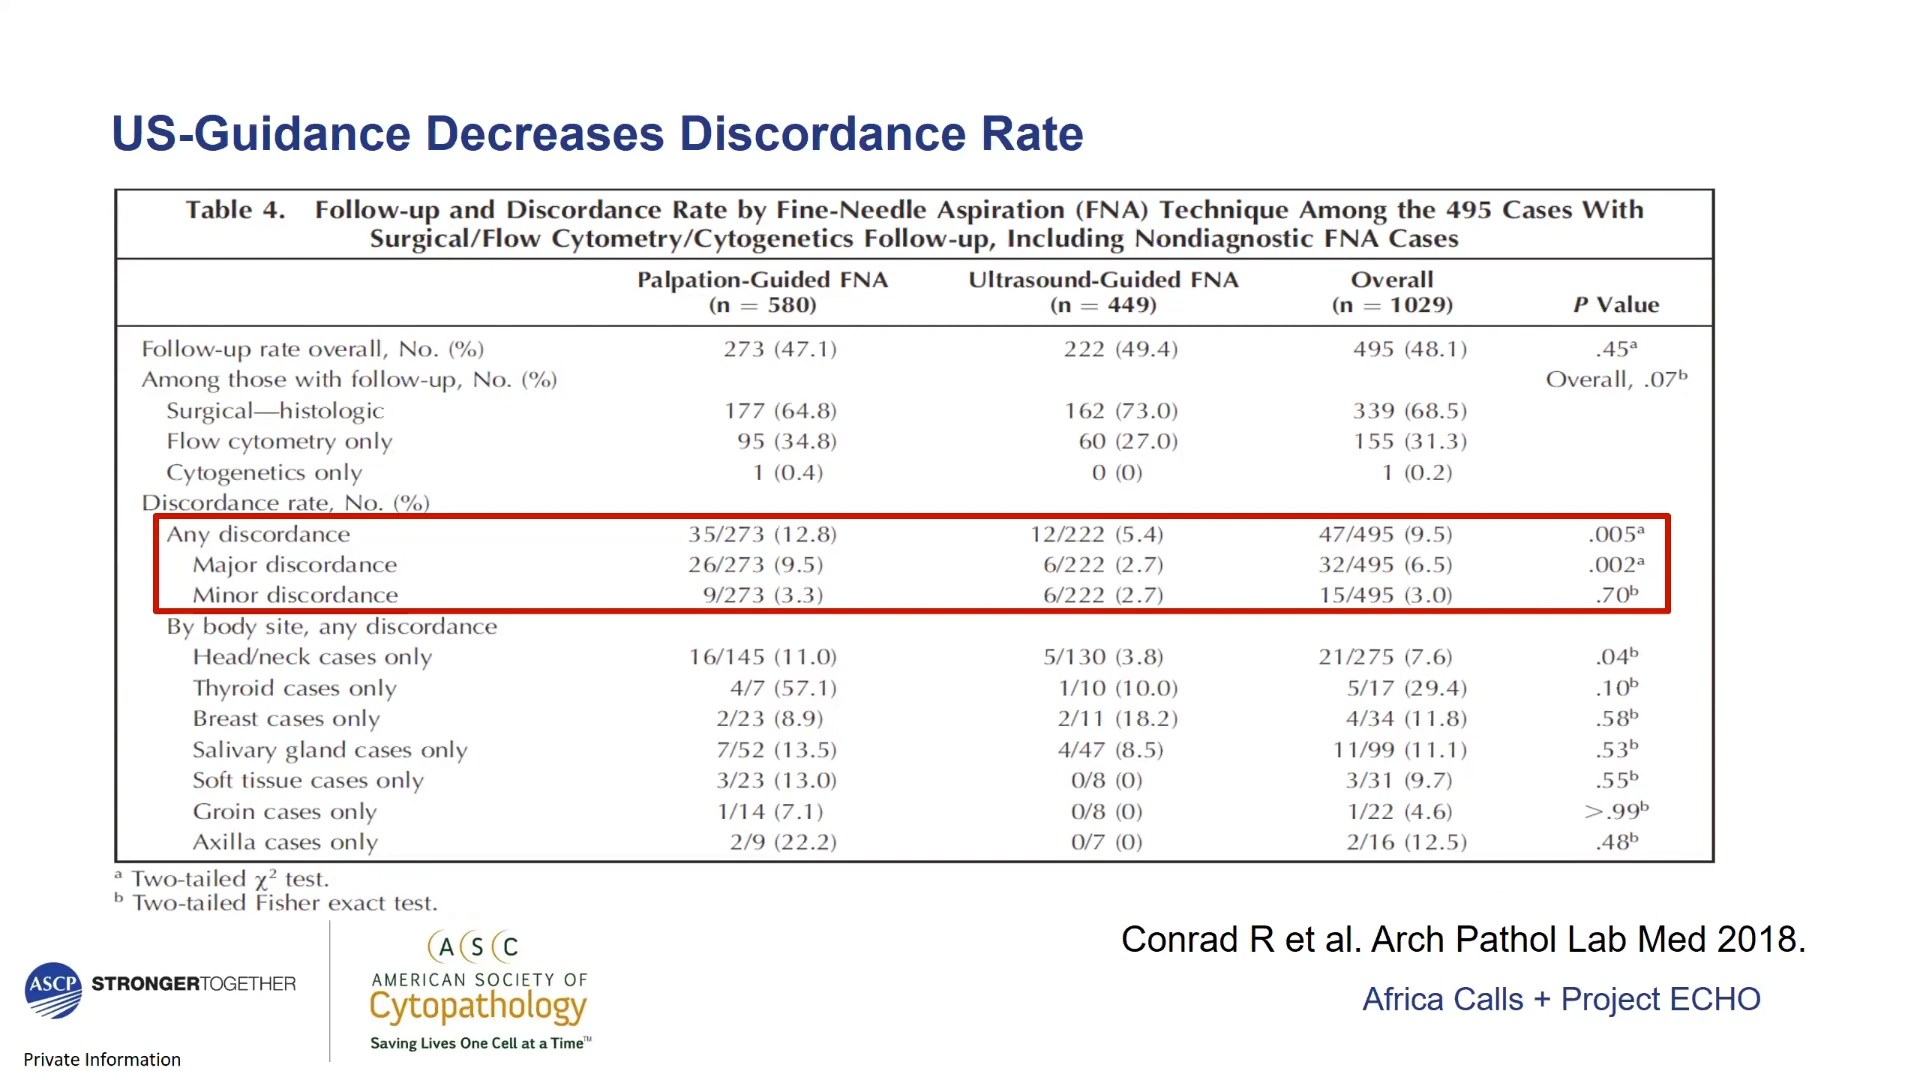 US-Guidance Decreases Discordance Rate
Table 4. Follow-up and Discordance Rate by Fine-Needle Aspiration (FNA) Technique Among the 495 Cases With
Surgical/Flow Cytometry/Cytogenetics Follow-up, Including Nondiagnostic FNA Cases
Palpation-Guided FNA Ultrasound-Guided FNA Overall
(n = 580) (n = 449) (n = 1029) P Value
Follow-up rate overall, No. (%) 273 (47.1) 222 (49.4) 495 (48.1) .45ᵃ
Among those with follow-up, No. (%) Overall, .07ᵇ
Surgical—histologic 177 (64.8) 162 (73.0) 339 (68.5)
Flow cytometry only 95 (34.8) 60 (27.0) 155 (31.3)
Cytogenetics only 1 (0.4) 0 (0) 1 (0.2)
Discordance rate, No. (%)
Any discordance 35/273 (12.8) 12/222 (5.4) 47/495 (9.5) .005ᵃ
Major discordance 26/273 (9.5) 6/222 (2.7) 32/495 (6.5) .002ᵃ
Minor discordance 9/273 (3.3) 6/222 (2.7) 15/495 (3.0) .70ᵇ
By body site, any discordance
Head/neck cases only 16/145 (11.0) 5/130 (3.8) 21/275 (7.6) .04ᵇ
Thyroid cases only 4/7 (57.1) 1/10 (10.0) 5/17 (29.4) .10ᵇ
Breast cases only 2/23 (8.9) 2/11 (18.2) 4/34 (11.8) .58ᵇ
Salivary gland cases only 7/52 (13.5) 4/47 (8.5) 11/99 (11.1) .53ᵇ
Soft tissue cases only 3/23 (13.0) 0/8 (0) 3/31 (9.7) .55ᵇ
Groin cases only 1/14 (7.1) 0/8 (0) 1/22 (4.6) >.99ᵇ
Axilla cases only 2/9 (22.2) 0/7 (0) 2/16 (12.5) .48ᵇ
ᵃ Two-tailed χ² test.
ᵇ Two-tailed Fisher exact test.
Conrad R et al. Arch Pathol Lab Med 2018.
Africa Calls + Project ECHO
ASCP STRONGERTOGETHER
ASC
AMERICAN SOCIETY OF
Cytopathology
Saving Lives One Cell at a Time™
Private Information